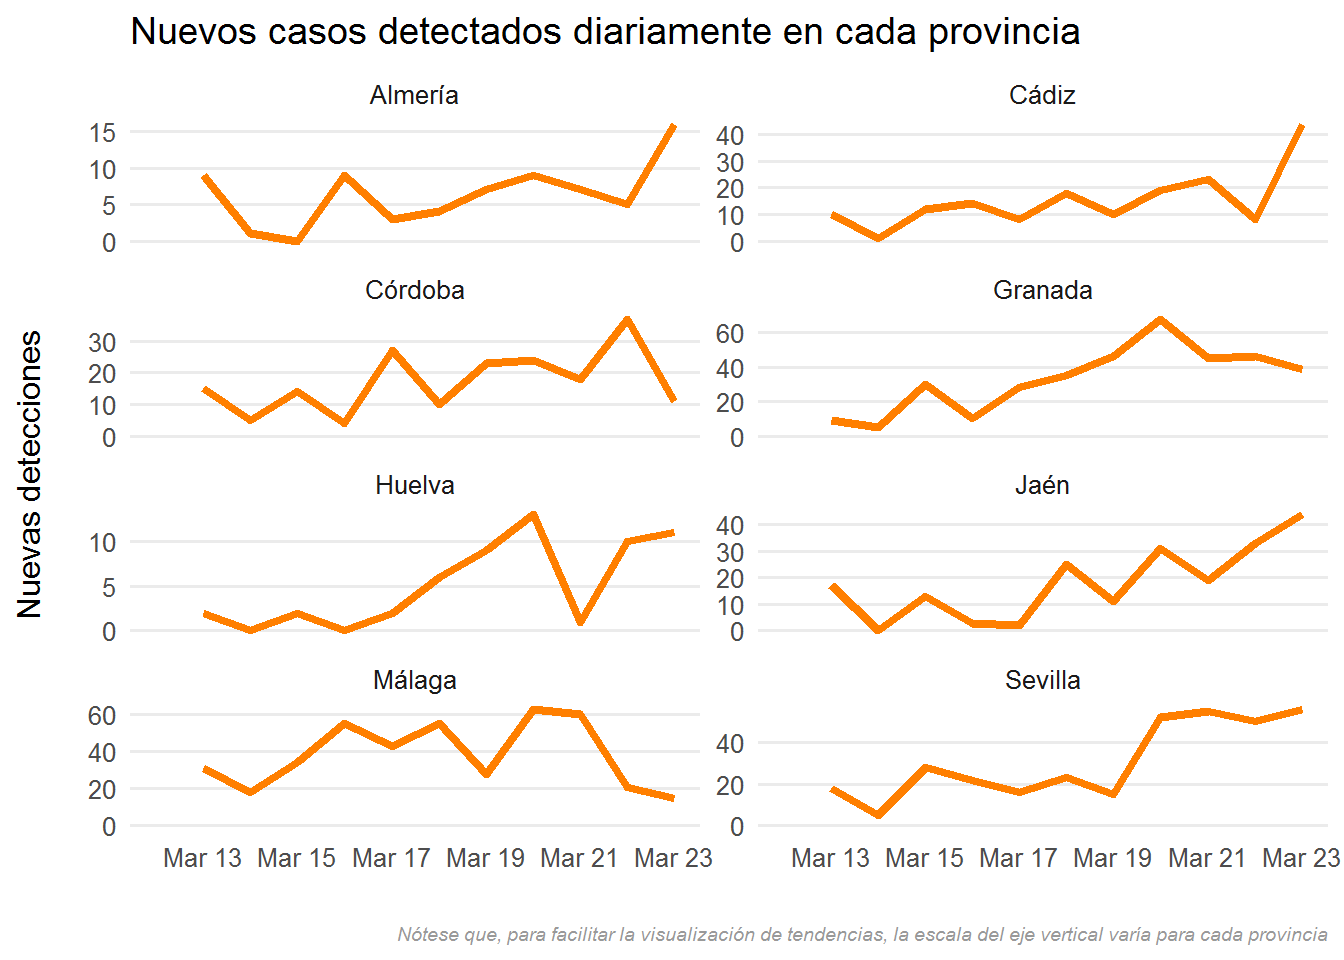 Nuevos casos detectados diariamente en cada provincia
Nuevas detecciones
Almería
15
10
5
0
Cádiz
40
30
20
10
0
Córdoba
30
20
10
0
Granada
60
40
20
0
Huelva
10
5
0
Jaén
40
30
20
10
0
Málaga
60
40
20
0
Sevilla
40
20
0
Mar 13 Mar 15 Mar 17 Mar 19 Mar 21 Mar 23
Mar 13 Mar 15 Mar 17 Mar 19 Mar 21 Mar 23
Nótese que, para facilitar la visualización de tendencias, la escala del eje vertical varía para cada provincia